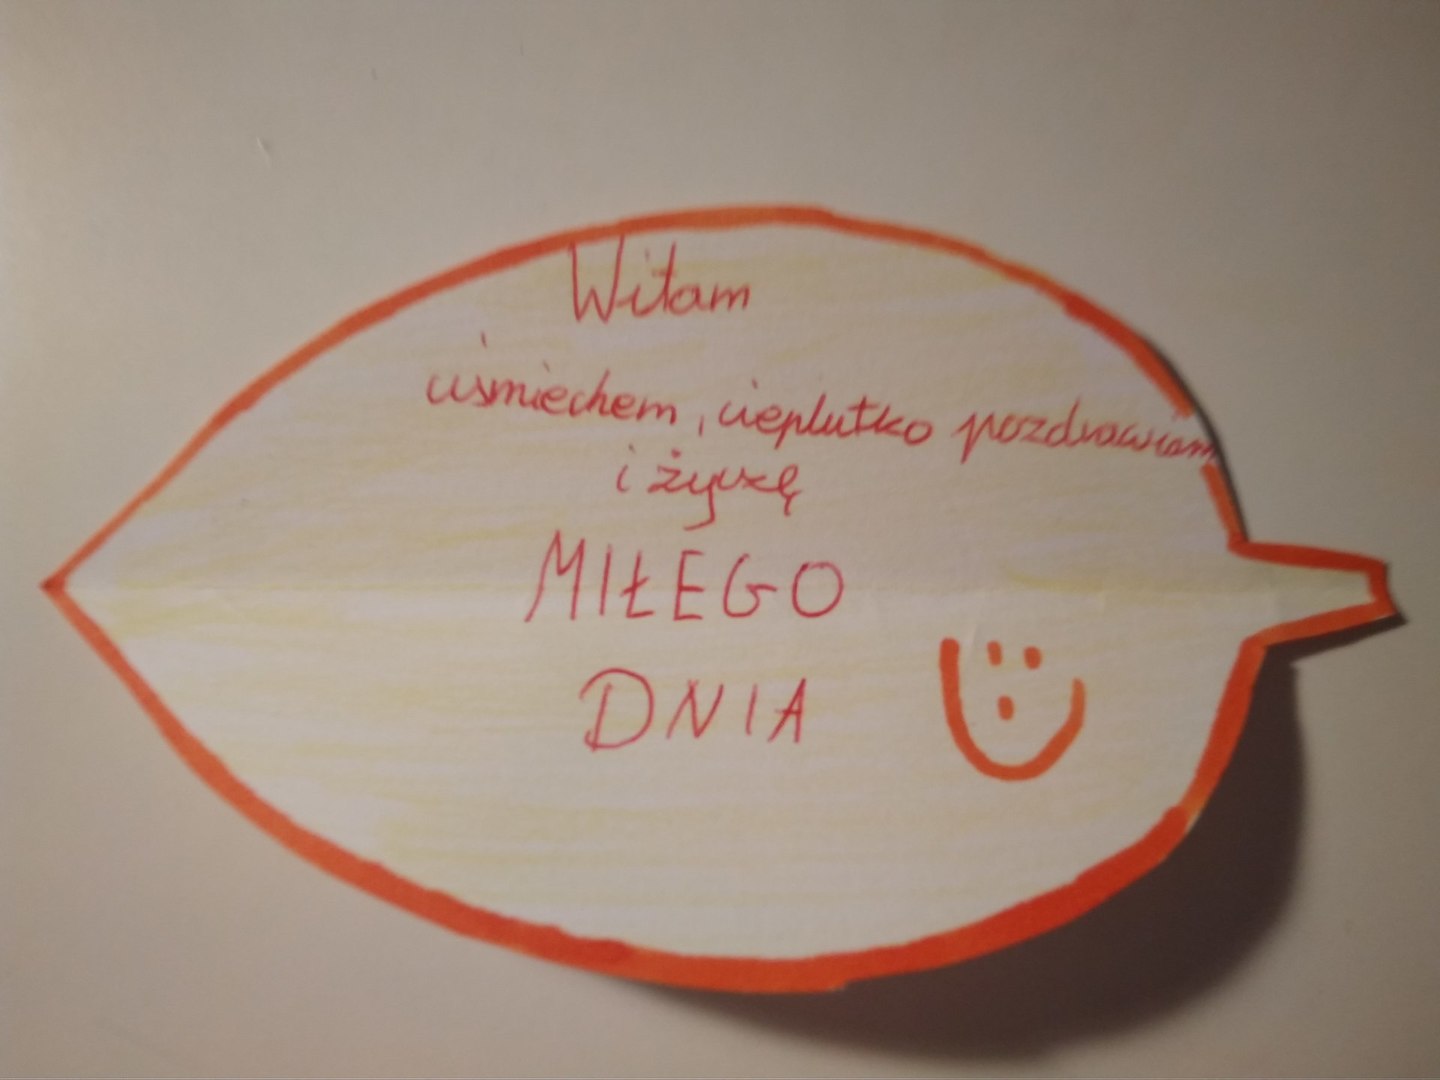 Witam
uśmiechem, cieplutko pozdrawiam
i życzę
MIŁEGO
DNIA